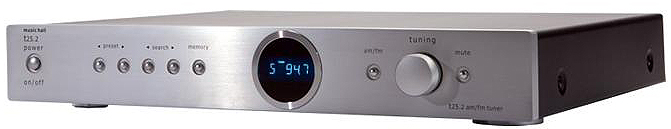 music hall
t25.2
power
on/off
◂ preset ▸
◂ search ▸
memory
5 947
am/fm
tuning
mute
t25.2 am/fm tuner